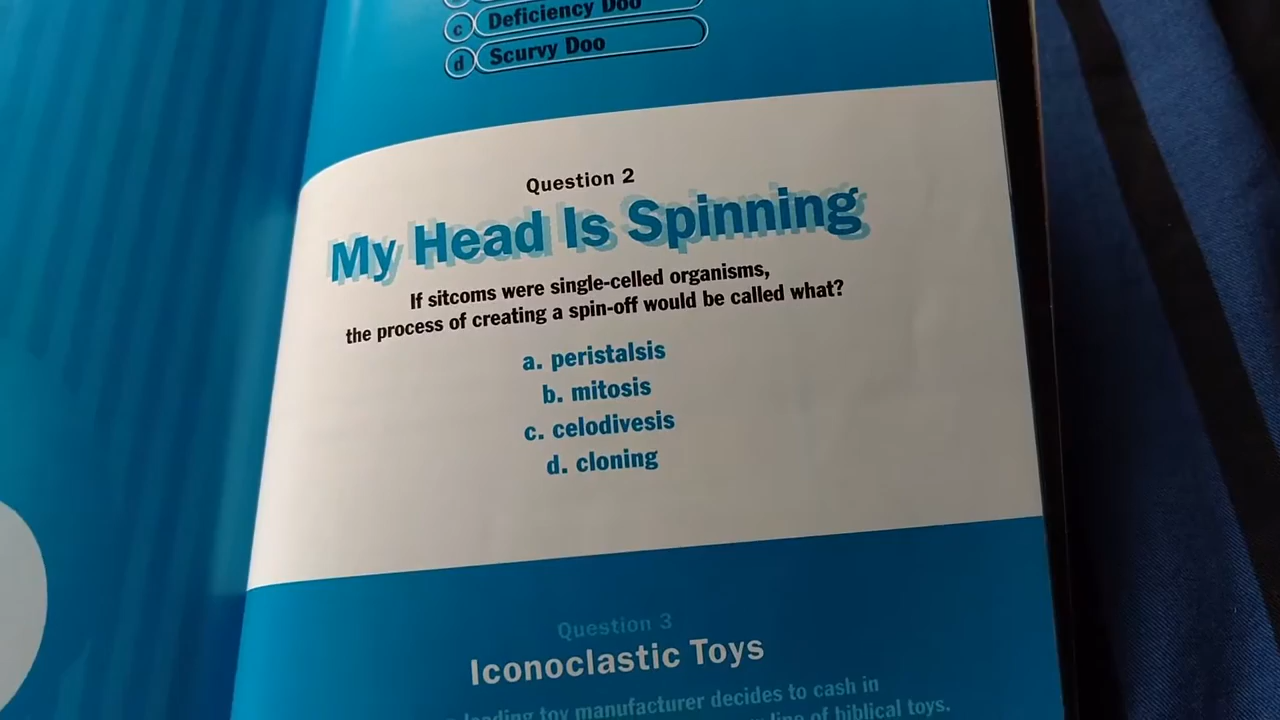 c Deficiency Doo
d Scurvy Doo
Question 2
My Head Is Spinning
If sitcoms were single-celled organisms,
the process of creating a spin-off would be called what?
a. peristalsis
b. mitosis
c. celodivesis
d. cloning
Question 3
Iconoclastic Toys
leading toy manufacturer decides to cash in
line of biblical toys.